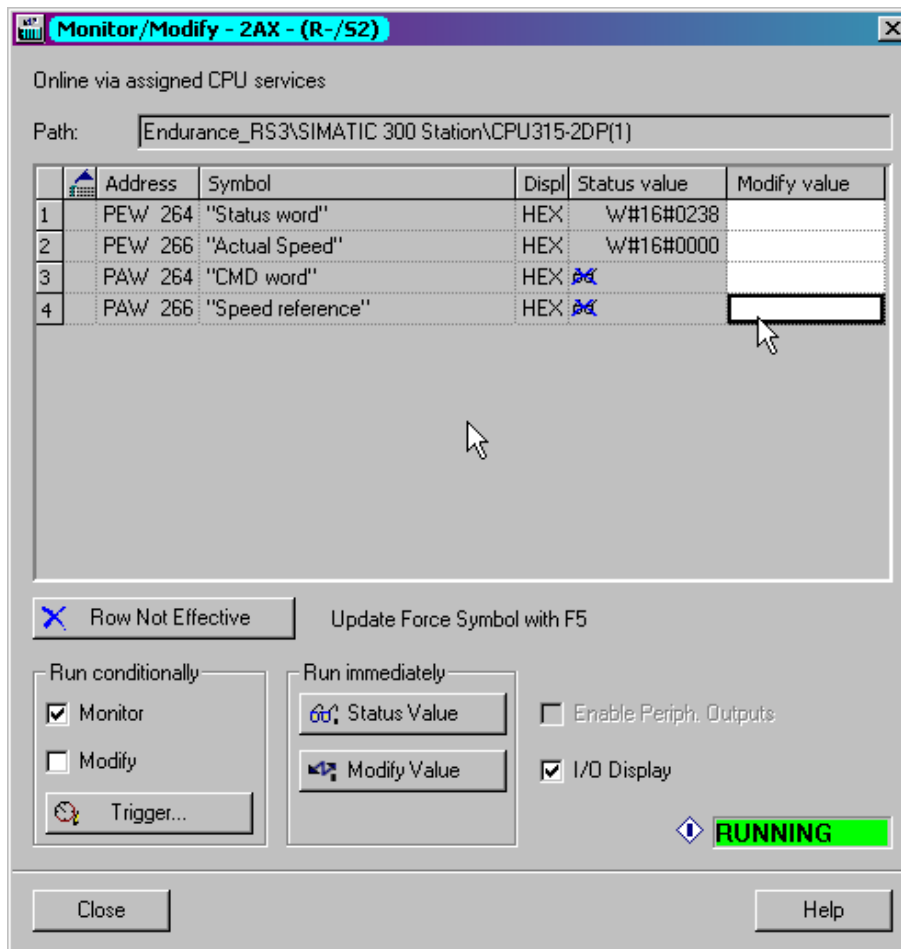 Monitor/Modify - 2AX - (R-/S2)
Online via assigned CPU services
Path: Endurance_RS3\SIMATIC 300 Station\CPU315-2DP(1)
Address Symbol Displ Status value Modify value
1 PEW 264 "Status word" HEX W#16#0238
2 PEW 266 "Actual Speed" HEX W#16#0000
3 PAW 264 "CMD word" HEX
4 PAW 266 "Speed reference" HEX
Row Not Effective Update Force Symbol with F5
Run conditionally Run immediately
Monitor Status Value Enable Periph. Outputs
Modify Modify Value I/O Display
Trigger...
RUNNING
Close Help